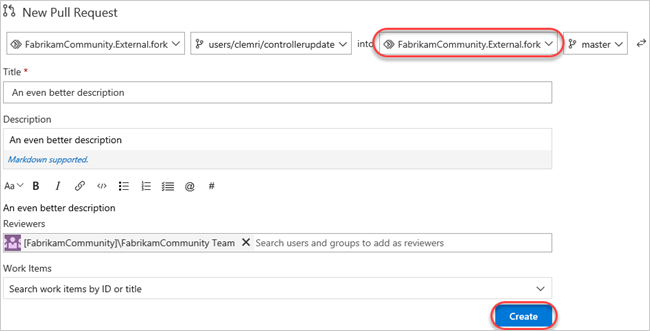 New Pull Request
FabrikamCommunity.External.fork users/clemri/controllerupdate into FabrikamCommunity.External.fork master
Title *
An even better description
Description
An even better description
Markdown supported.
Aa B I </> @ #
An even better description
Reviewers
[FabrikamCommunity]\FabrikamCommunity Team X Search users and groups to add as reviewers
Work Items
Search work items by ID or title
Create